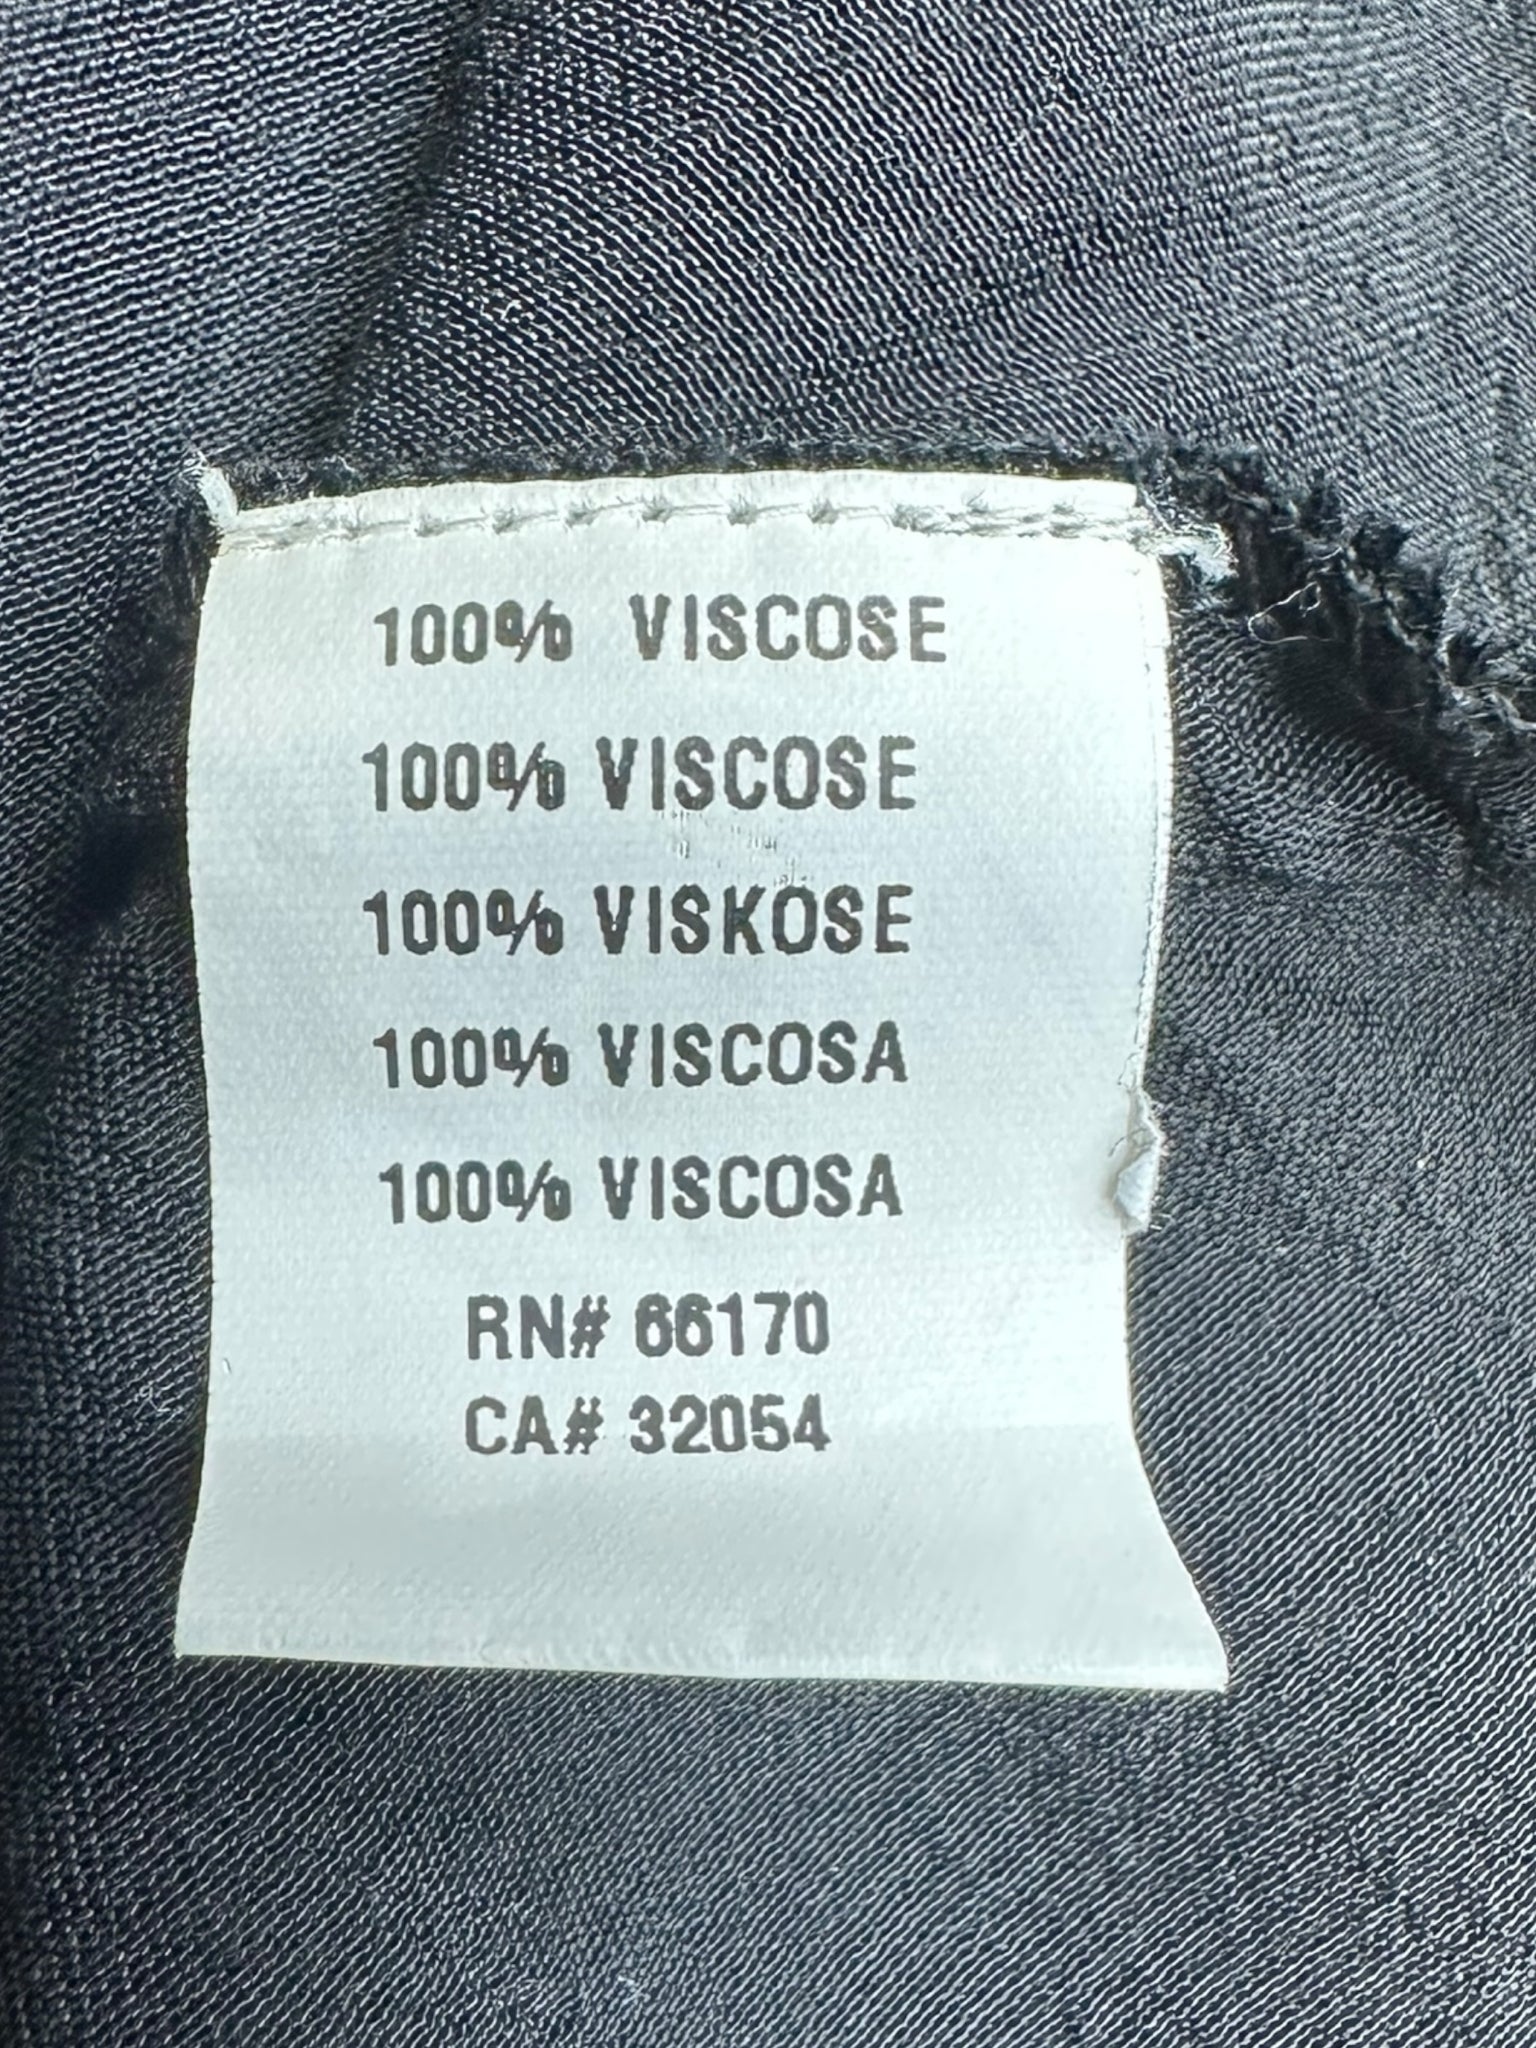 100% VISCOSE
100% VISCOSE
100% VISKOSE
100% VISCOSA
100% VISCOSA
RN# 66170
CA# 32054